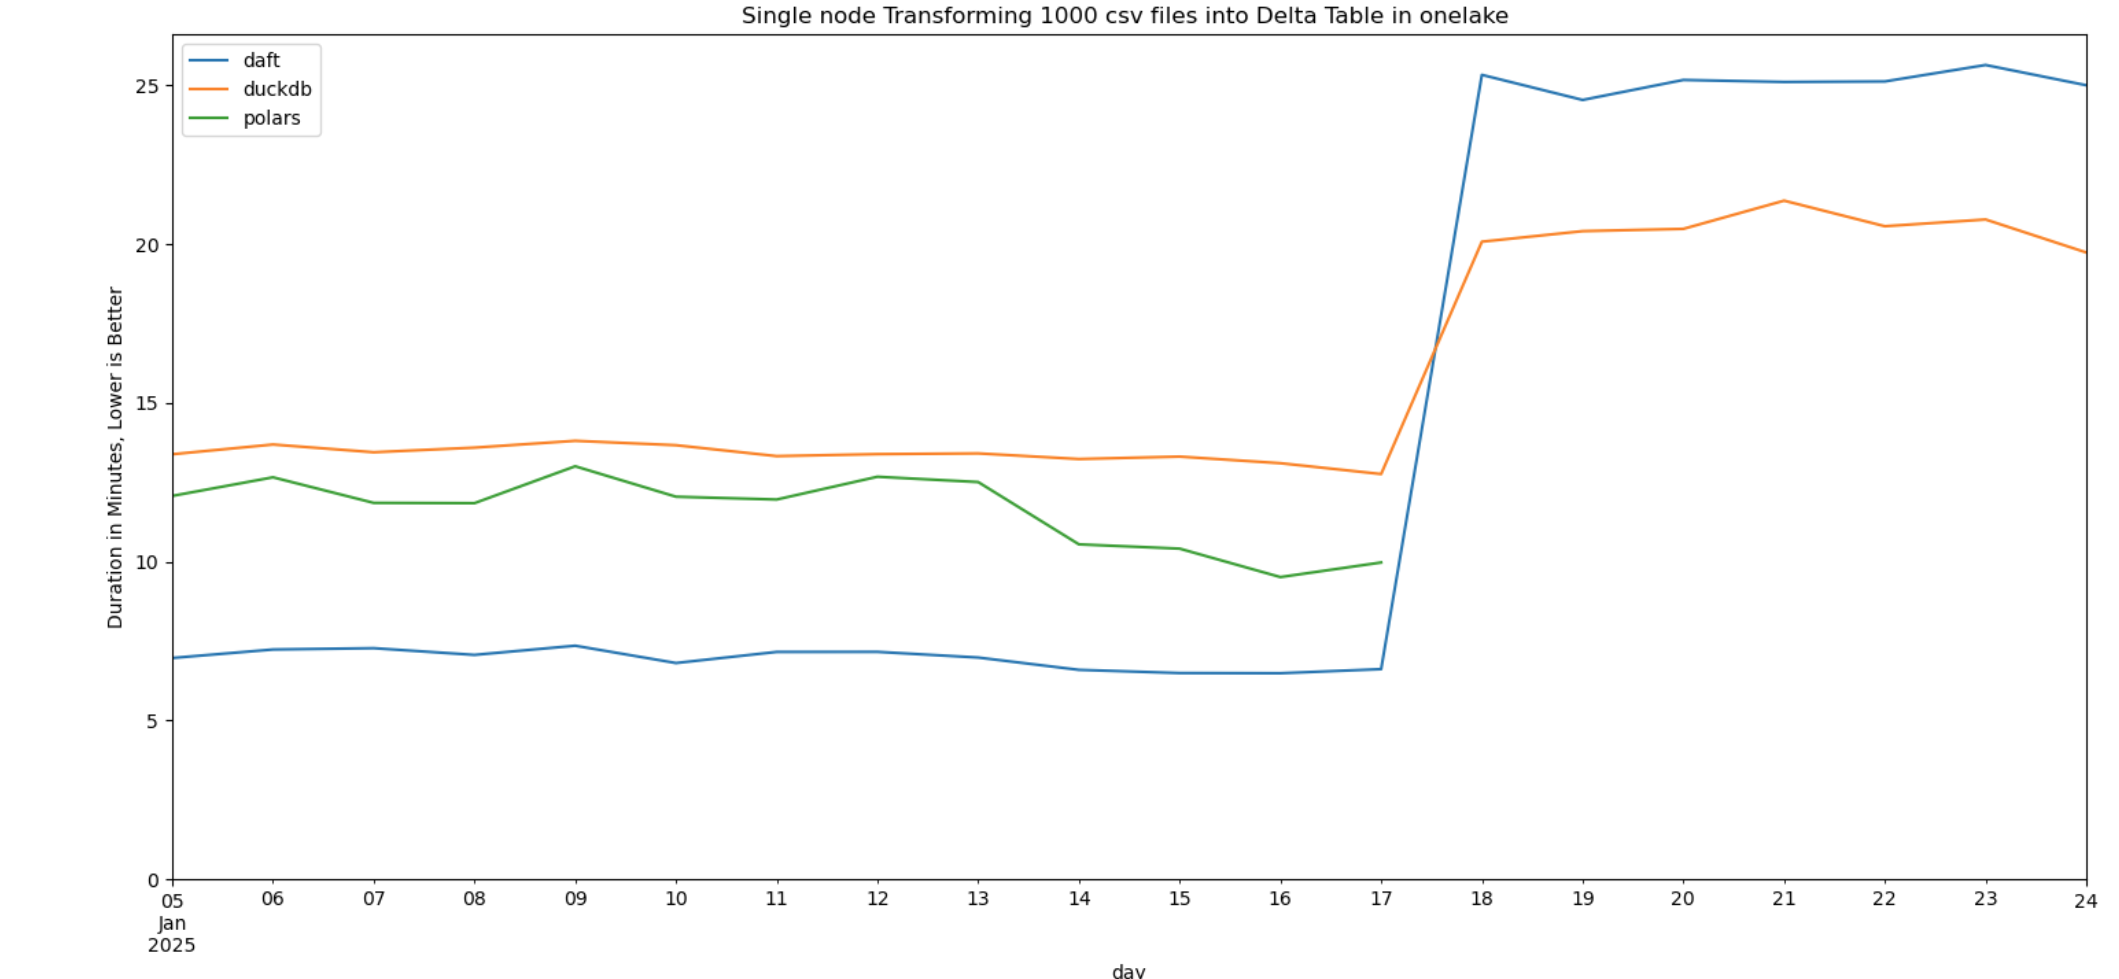 Single node Transforming 1000 csv files into Delta Table in onelake
daft
duckdb
polars
25
20
15
10
5
0
Duration in Minutes, Lower is Better
05 06 07 08 09 10 11 12 13 14 15 16 17 18 19 20 21 22 23 24
Jan
2025
day